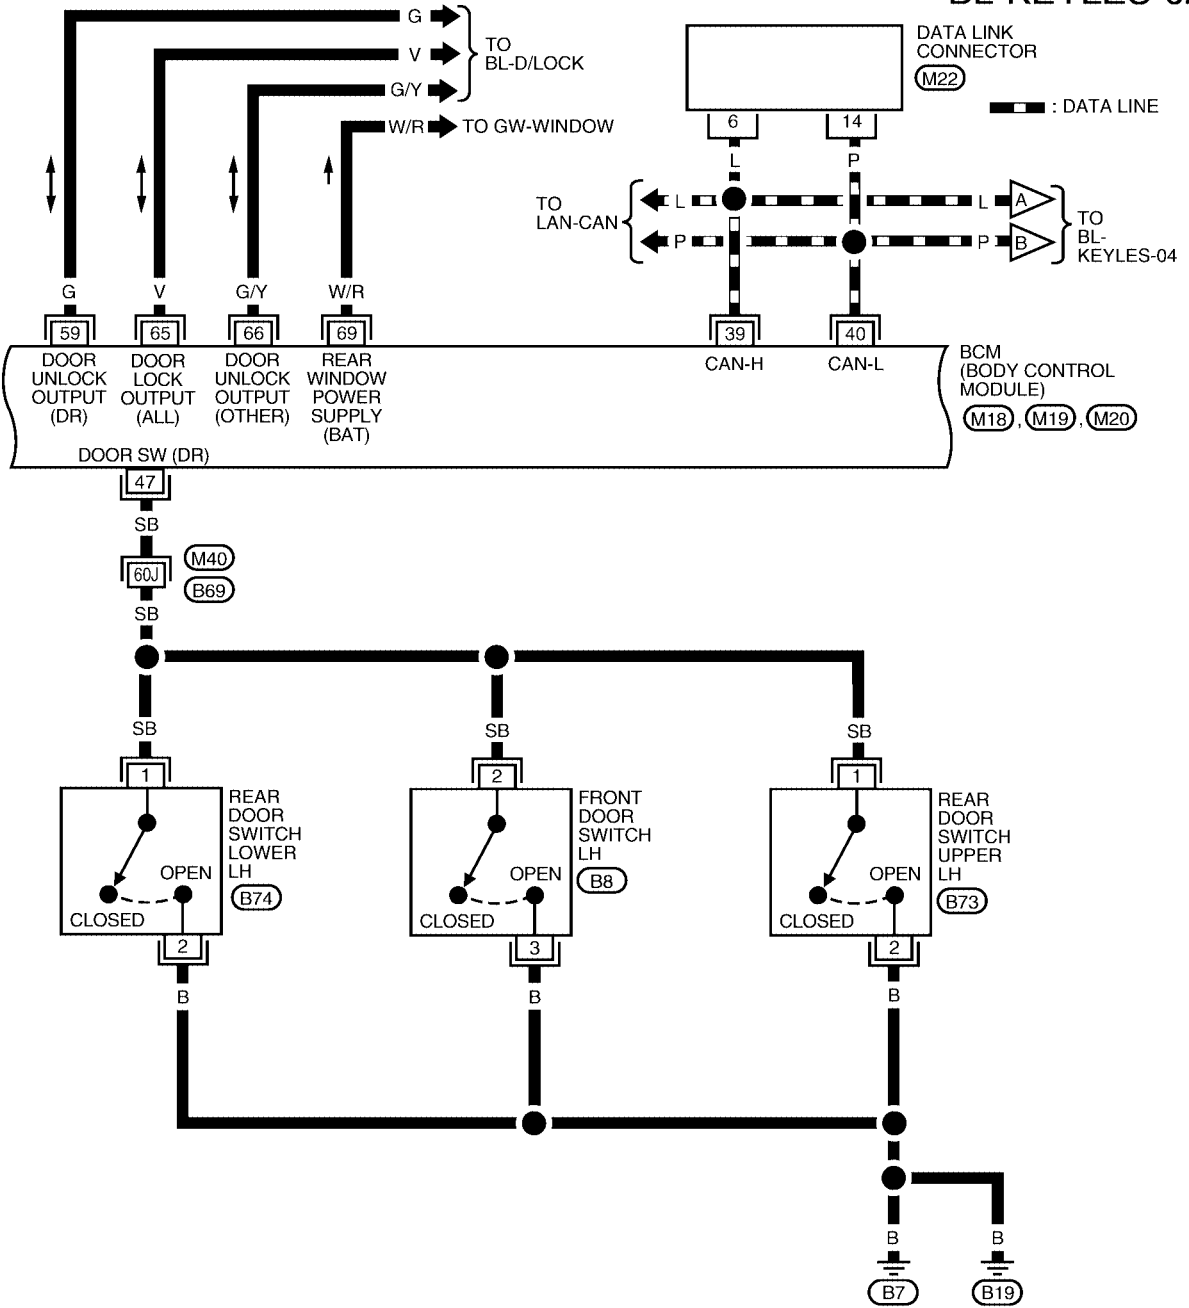 G
TO
BL-D/LOCK
V
G/Y
W/R
TO GW-WINDOW
DATA LINK
CONNECTOR
M22
: DATA LINE
6
14
L
P
TO
LAN-CAN
L
L
A
P
P
B
TO
BL-
KEYLES-04
G
V
G/Y
W/R
59
65
66
69
39
40
DOOR
UNLOCK
OUTPUT
(DR)
DOOR
LOCK
OUTPUT
(ALL)
DOOR
UNLOCK
OUTPUT
(OTHER)
REAR
WINDOW
POWER
SUPPLY
(BAT)
CAN-H
CAN-L
BCM
(BODY CONTROL
MODULE)
M18 , M19 , M20
DOOR SW (DR)
47
SB
60J
M40
B69
SB
SB
SB
SB
1
2
1
REAR
DOOR
SWITCH
LOWER
LH
B74
OPEN
CLOSED
FRONT
DOOR
SWITCH
LH
B8
OPEN
CLOSED
REAR
DOOR
SWITCH
UPPER
LH
B73
OPEN
CLOSED
2
3
2
B
B
B
B
B
B7
B19